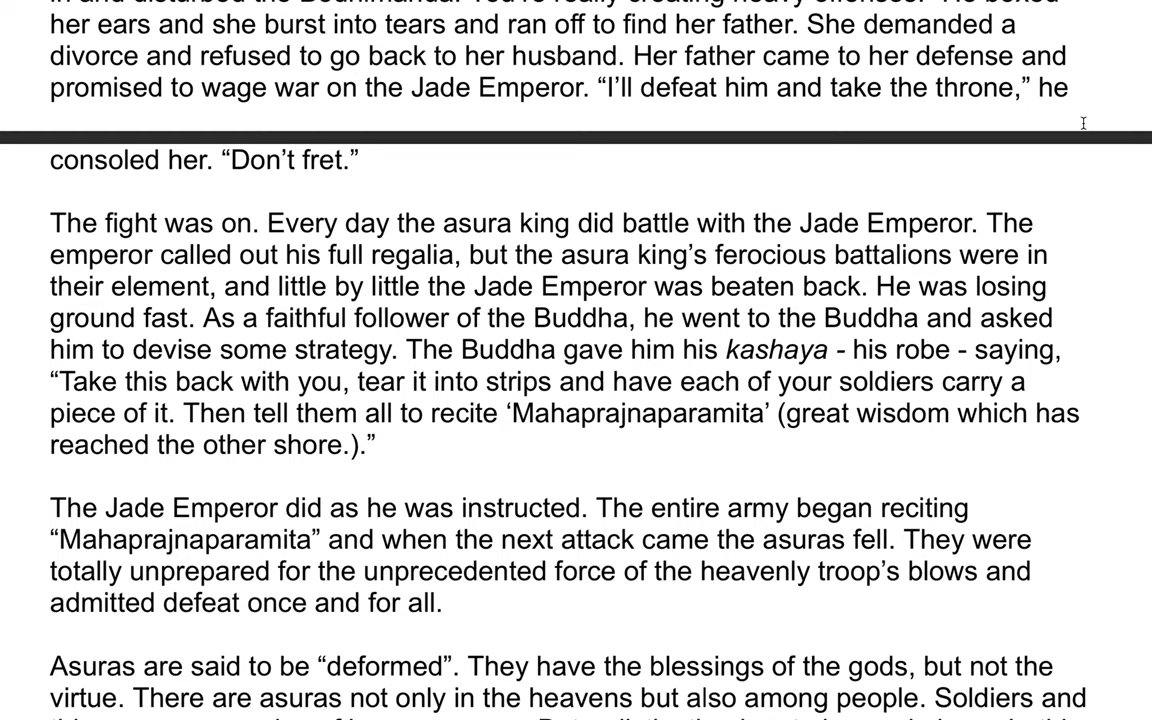 her ears and she burst into tears and ran off to find her father. She demanded a
divorce and refused to go back to her husband. Her father came to her defense and
promised to wage war on the Jade Emperor. “I’ll defeat him and take the throne,” he
consoled her. “Don’t fret.”
The fight was on. Every day the asura king did battle with the Jade Emperor. The
emperor called out his full regalia, but the asura king’s ferocious battalions were in
their element, and little by little the Jade Emperor was beaten back. He was losing
ground fast. As a faithful follower of the Buddha, he went to the Buddha and asked
him to devise some strategy. The Buddha gave him his kashaya - his robe - saying,
“Take this back with you, tear it into strips and have each of your soldiers carry a
piece of it. Then tell them all to recite ‘Mahaprajnaparamita’ (great wisdom which has
reached the other shore.).”
The Jade Emperor did as he was instructed. The entire army began reciting
“Mahaprajnaparamita” and when the next attack came the asuras fell. They were
totally unprepared for the unprecedented force of the heavenly troop’s blows and
admitted defeat once and for all.
Asuras are said to be “deformed”. They have the blessings of the gods, but not the
virtue. There are asuras not only in the heavens but also among people. Soldiers and